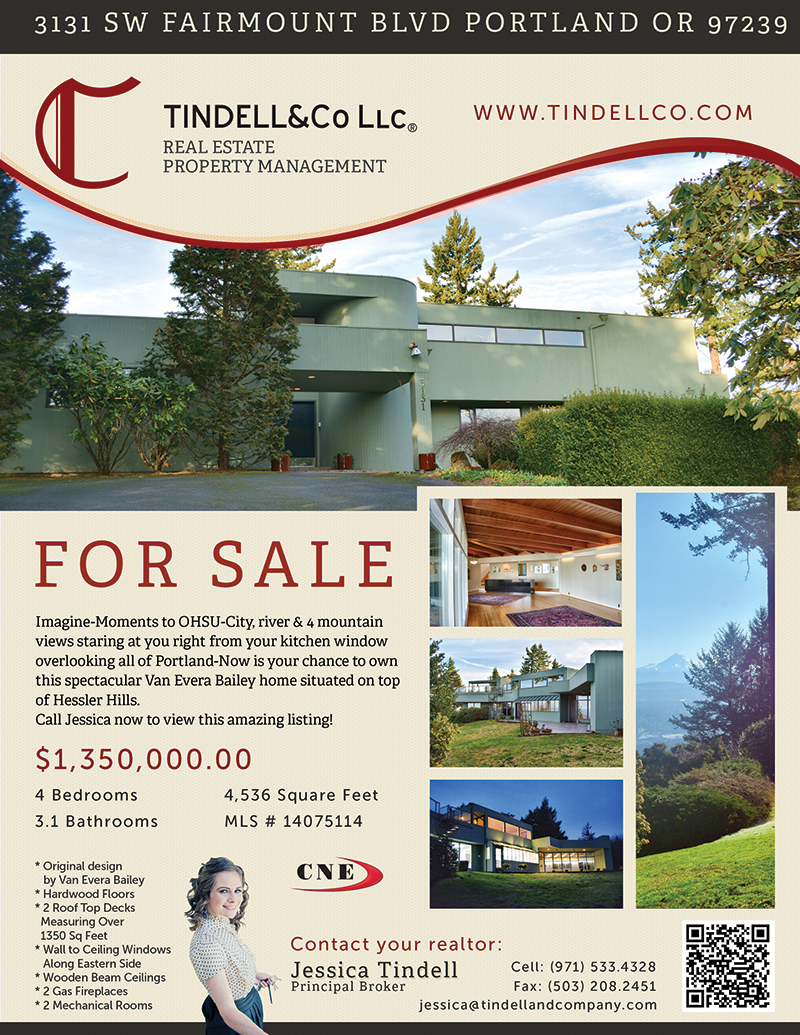 3131 SW FAIRMOUNT BLVD PORTLAND OR 97239
TINDELL&Co LLC®
REAL ESTATE
PROPERTY MANAGEMENT
WWW.TINDELLCO.COM
3131
FOR SALE
Imagine-Moments to OHSU-City, river & 4 mountain
views staring at you right from your kitchen window
overlooking all of Portland-Now is your chance to own
this spectacular Van Evera Bailey home situated on top
of Hessler Hills.
Call Jessica now to view this amazing listing!
$1,350,000.00
4 Bedrooms
4,536 Square Feet
3.1 Bathrooms
MLS # 14075114
* Original design
by Van Evera Bailey
* Hardwood Floors
* 2 Roof Top Decks
Measuring Over
1350 Sq Feet
* Wall to Ceiling Windows
Along Eastern Side
* Wooden Beam Ceilings
* 2 Gas Fireplaces
* 2 Mechanical Rooms
CNE
Contact your realtor:
Jessica Tindell
Principal Broker
Cell: (971) 533.4328
Fax: (503) 208.2451
jessica@tindellandcompany.com